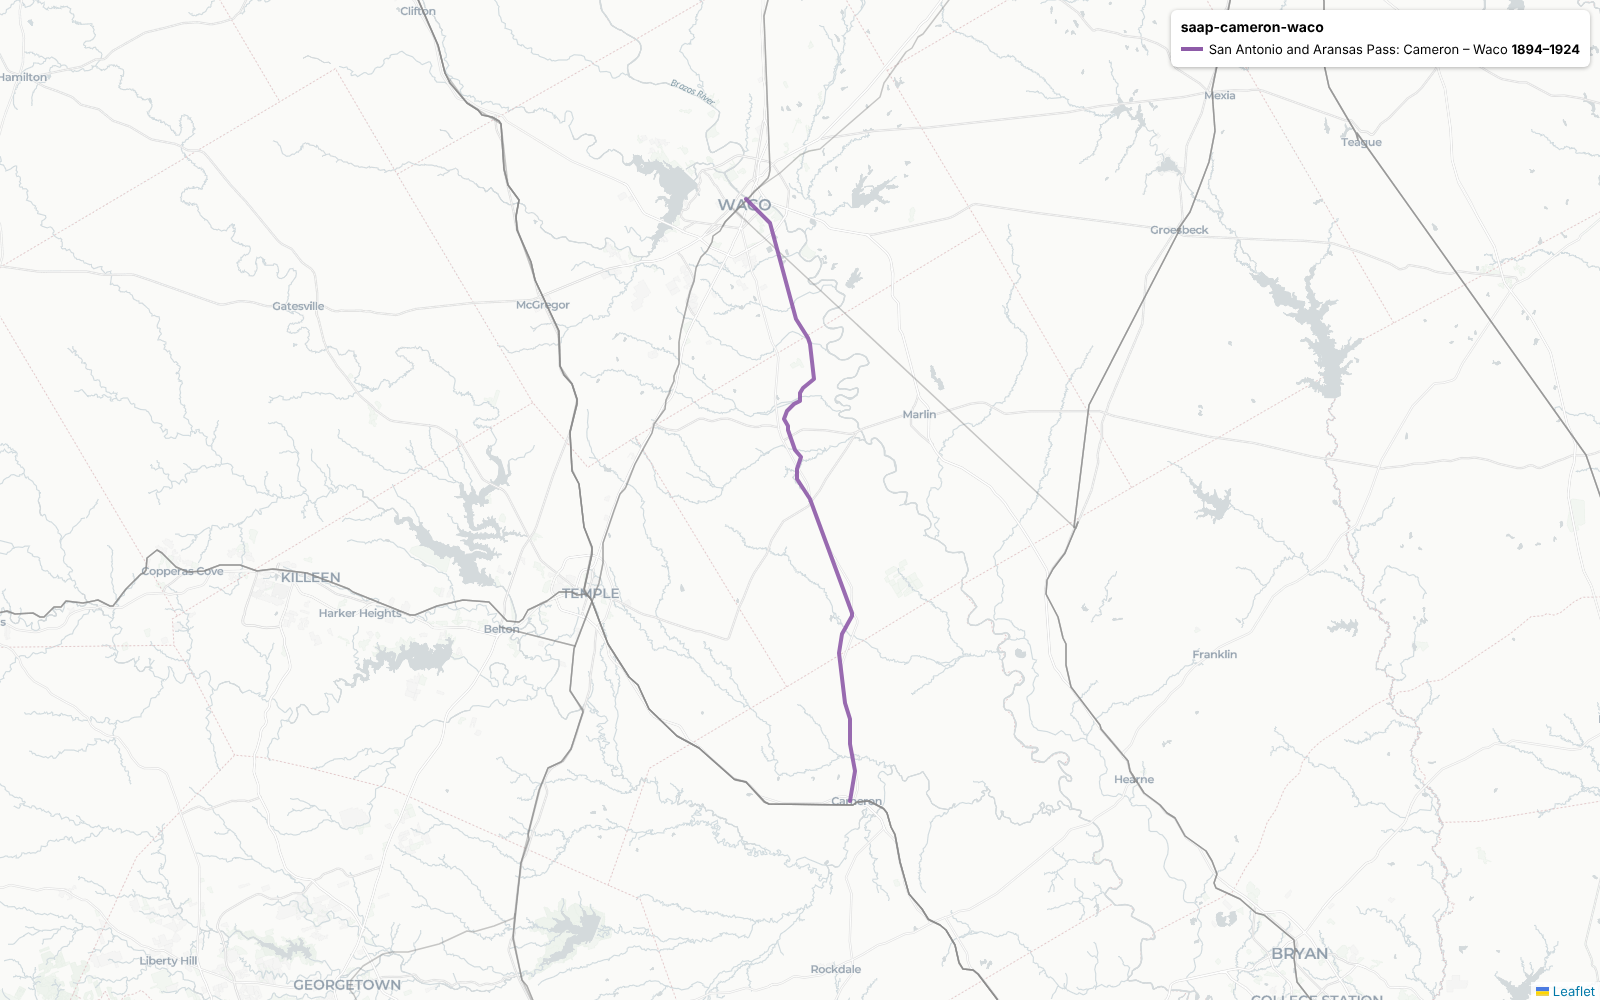 saap-cameron-waco
San Antonio and Aransas Pass: Cameron – Waco 1894–1924
Clifton
Hamilton
Brazos River
Mexia
Teague
WACO
Groesbeck
Gatesville
McGregor
Marlin
Copperas Cove
KILLEEN
Harker Heights
TEMPLE
Belton
s
Franklin
Hearne
Cameron
Liberty Hill
GEORGETOWN
Rockdale
BRYAN
COLLEGE STATION
Leaflet